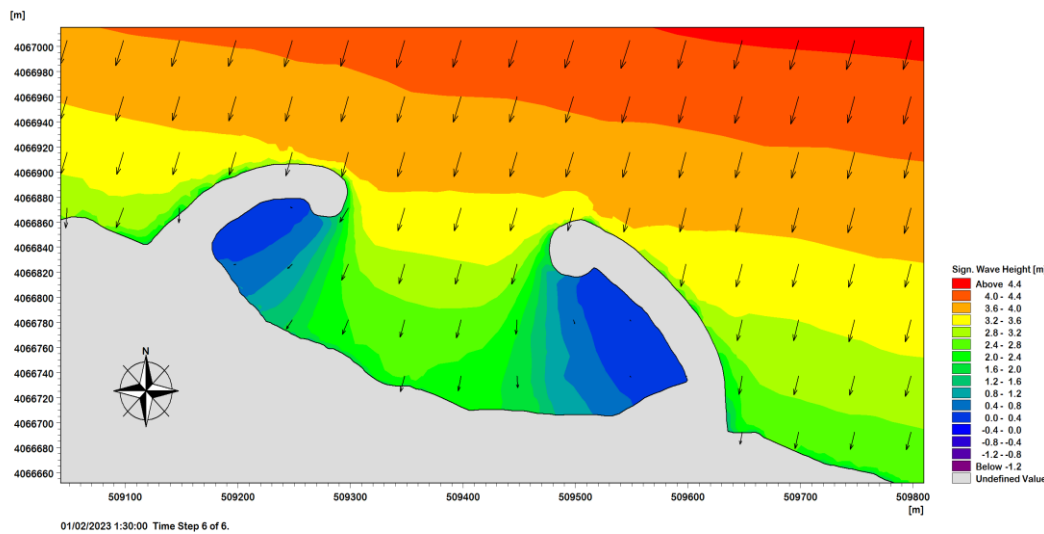 [m]
4067000
4066980
4066960
4066940
4066920
4066900
4066880
4066860
4066840
4066820
4066800
4066780
4066760
4066740
4066720
4066700
4066680
4066660
N
509100 509200 509300 509400 509500 509600 509700 509800
[m]
Sign. Wave Height [m
Above 4.4
4.0 - 4.4
3.6 - 4.0
3.2 - 3.6
2.8 - 3.2
2.4 - 2.8
2.0 - 2.4
1.6 - 2.0
1.2 - 1.6
0.8 - 1.2
0.4 - 0.8
0.0 - 0.4
-0.4 - 0.0
-0.8 - -0.4
-1.2 - -0.8
Below -1.2
Undefined Value
01/02/2023 1:30:00 Time Step 6 of 6.